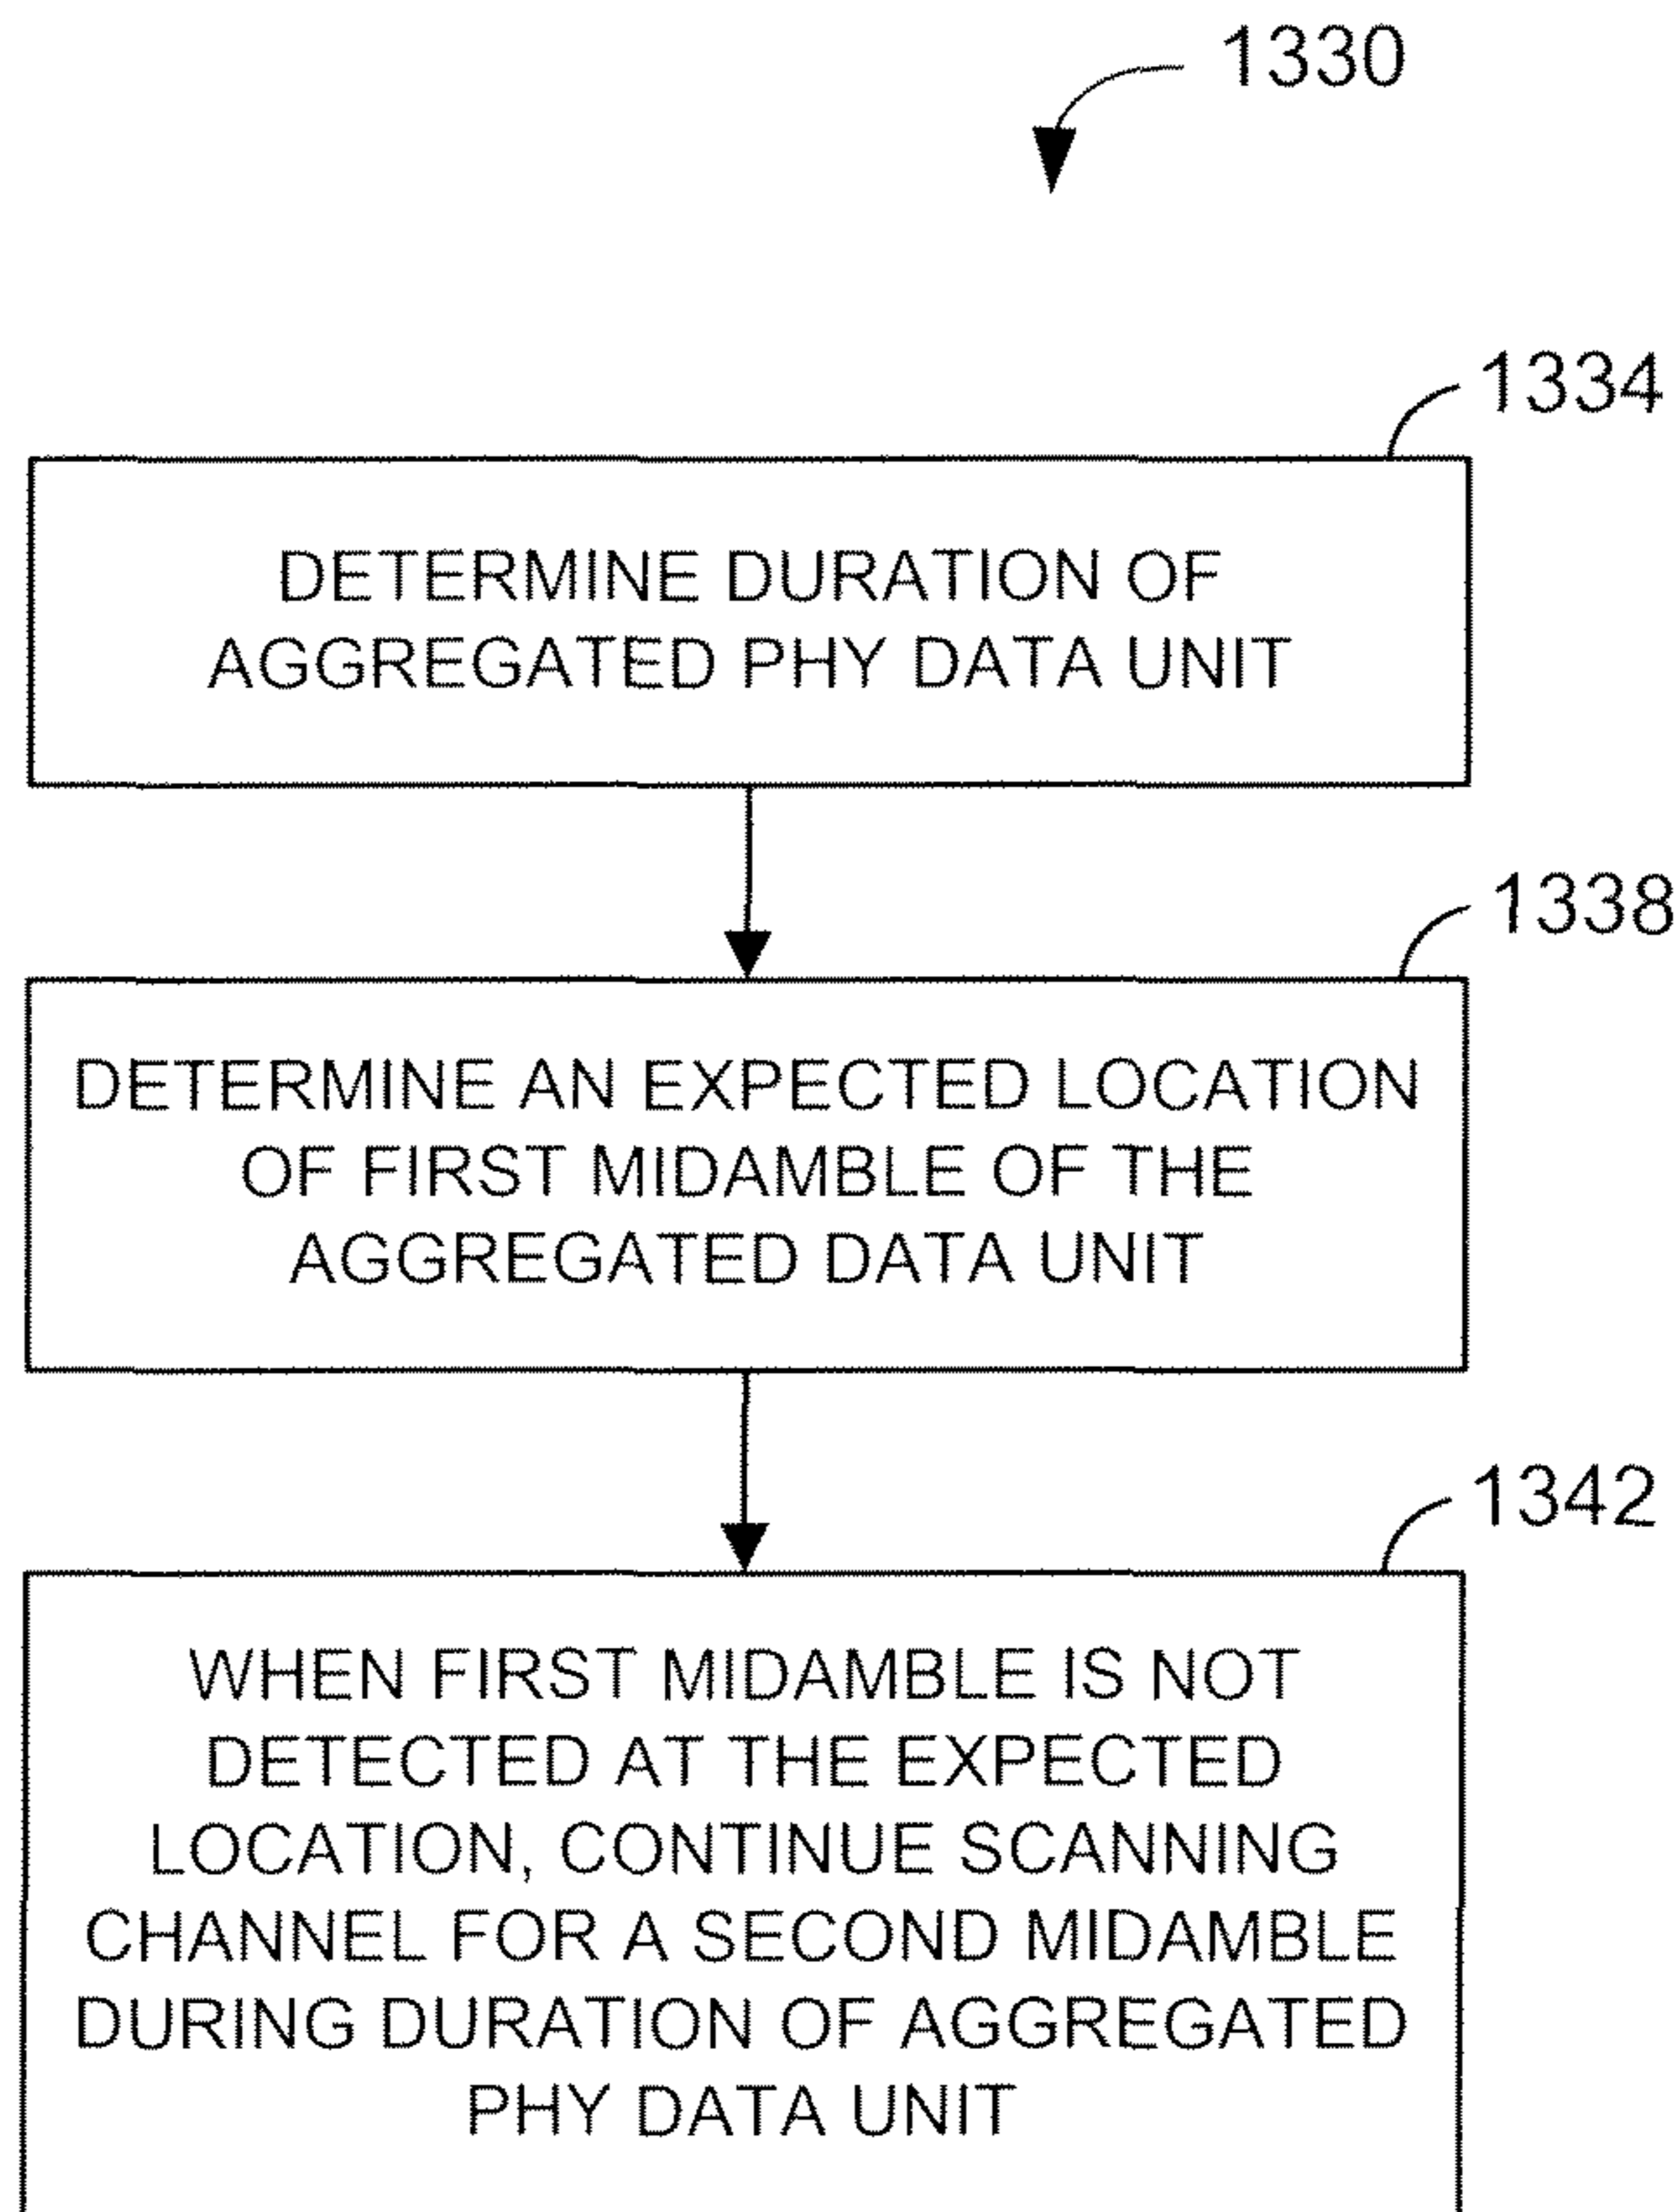 1330
1334
DETERMINE DURATION OF
AGGREGATED PHY DATA UNIT
1338
DETERMINE AN EXPECTED LOCATION
OF FIRST MIDAMBLE OF THE
AGGREGATED DATA UNIT
1342
WHEN FIRST MIDAMBLE IS NOT
DETECTED AT THE EXPECTED
LOCATION, CONTINUE SCANNING
CHANNEL FOR A SECOND MIDAMBLE
DURING DURATION OF AGGREGATED
PHY DATA UNIT